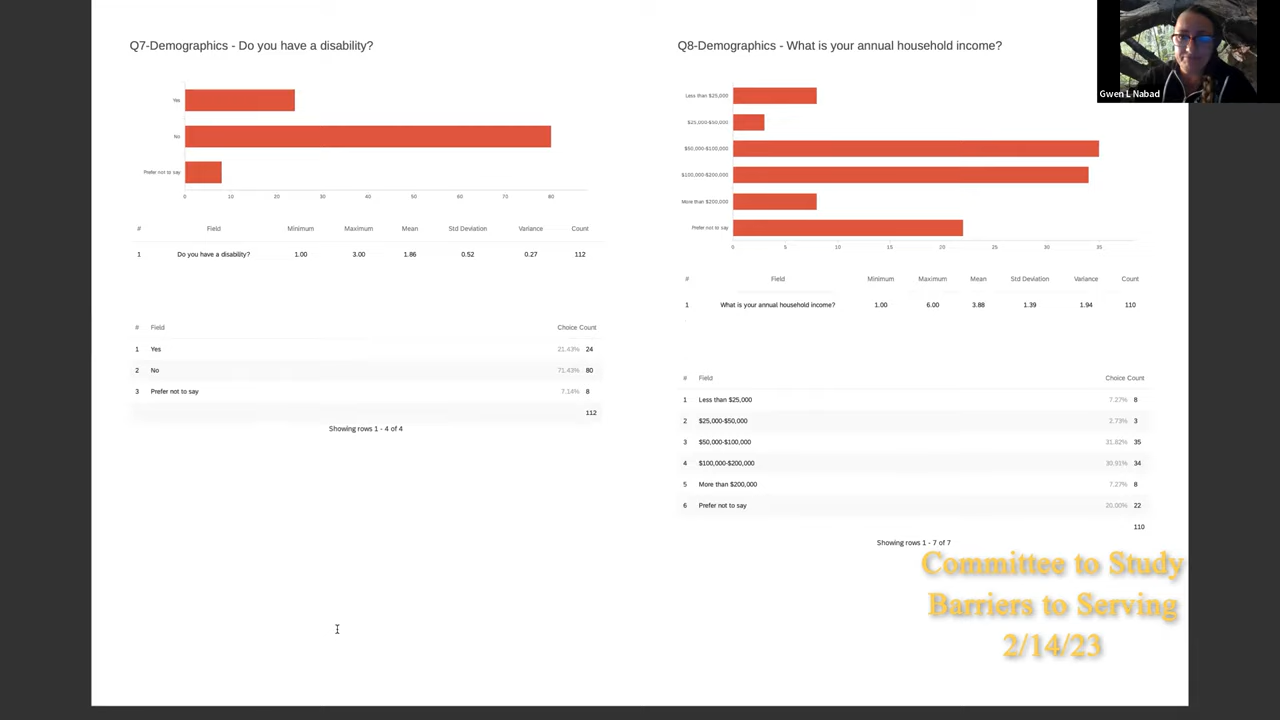 Q7-Demographics - Do you have a disability?
Yes
No
Prefer not to say
0 10 20 30 40 50 60 70 80
# Field Minimum Maximum Mean Std Deviation Variance Count
1 Do you have a disability? 1.00 3.00 1.86 0.52 0.27 112
# Field Choice Count
1 Yes 21.43% 24
2 No 71.43% 80
3 Prefer not to say 7.14% 8
112
Showing rows 1 - 4 of 4
Q8-Demographics - What is your annual household income?
Less than $25,000
$25,000-$50,000
$50,000-$100,000
$100,000-$200,000
More than $200,000
Prefer not to say
0 5 10 15 20 25 30 35
# Field Minimum Maximum Mean Std Deviation Variance Count
1 What is your annual household income? 1.00 6.00 3.88 1.39 1.94 110
# Field Choice Count
1 Less than $25,000 7.27% 8
2 $25,000-$50,000 2.73% 3
3 $50,000-$100,000 31.82% 35
4 $100,000-$200,000 30.91% 34
5 More than $200,000 7.27% 8
6 Prefer not to say 20.00% 22
110
Showing rows 1 - 7 of 7
Gwen L Nabad
Committee to Study
Barriers to Serving
2/14/23